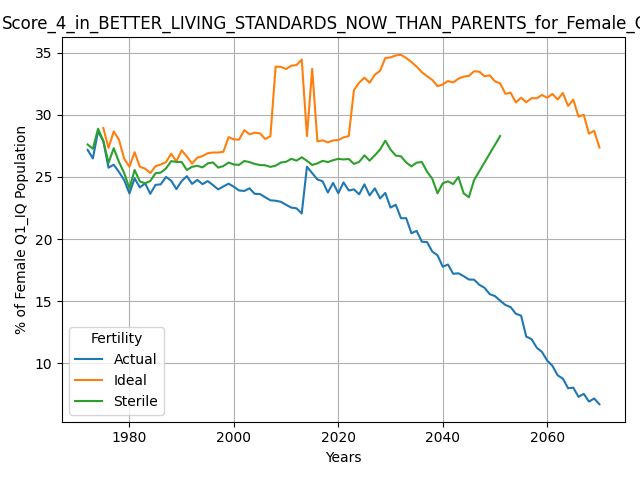 Score_4_in_BETTER_LIVING_STANDARDS_NOW_THAN_PARENTS_for_Female_
35
30
25
20
15
10
% of Female Q1_IQ Population
Fertility
Actual
Ideal
Sterile
1980
2000
2020
2040
2060
Years